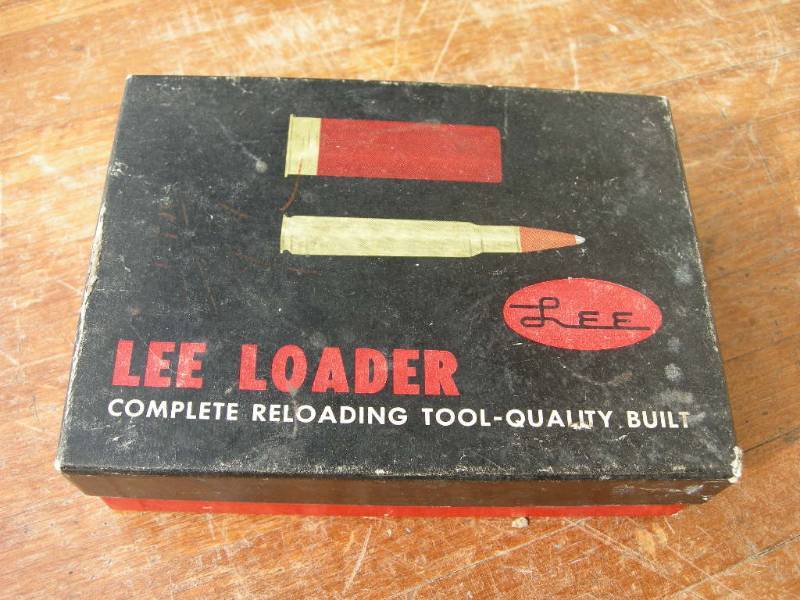 LEE
LEE LOADER
COMPLETE RELOADING TOOL-QUALITY BUILT